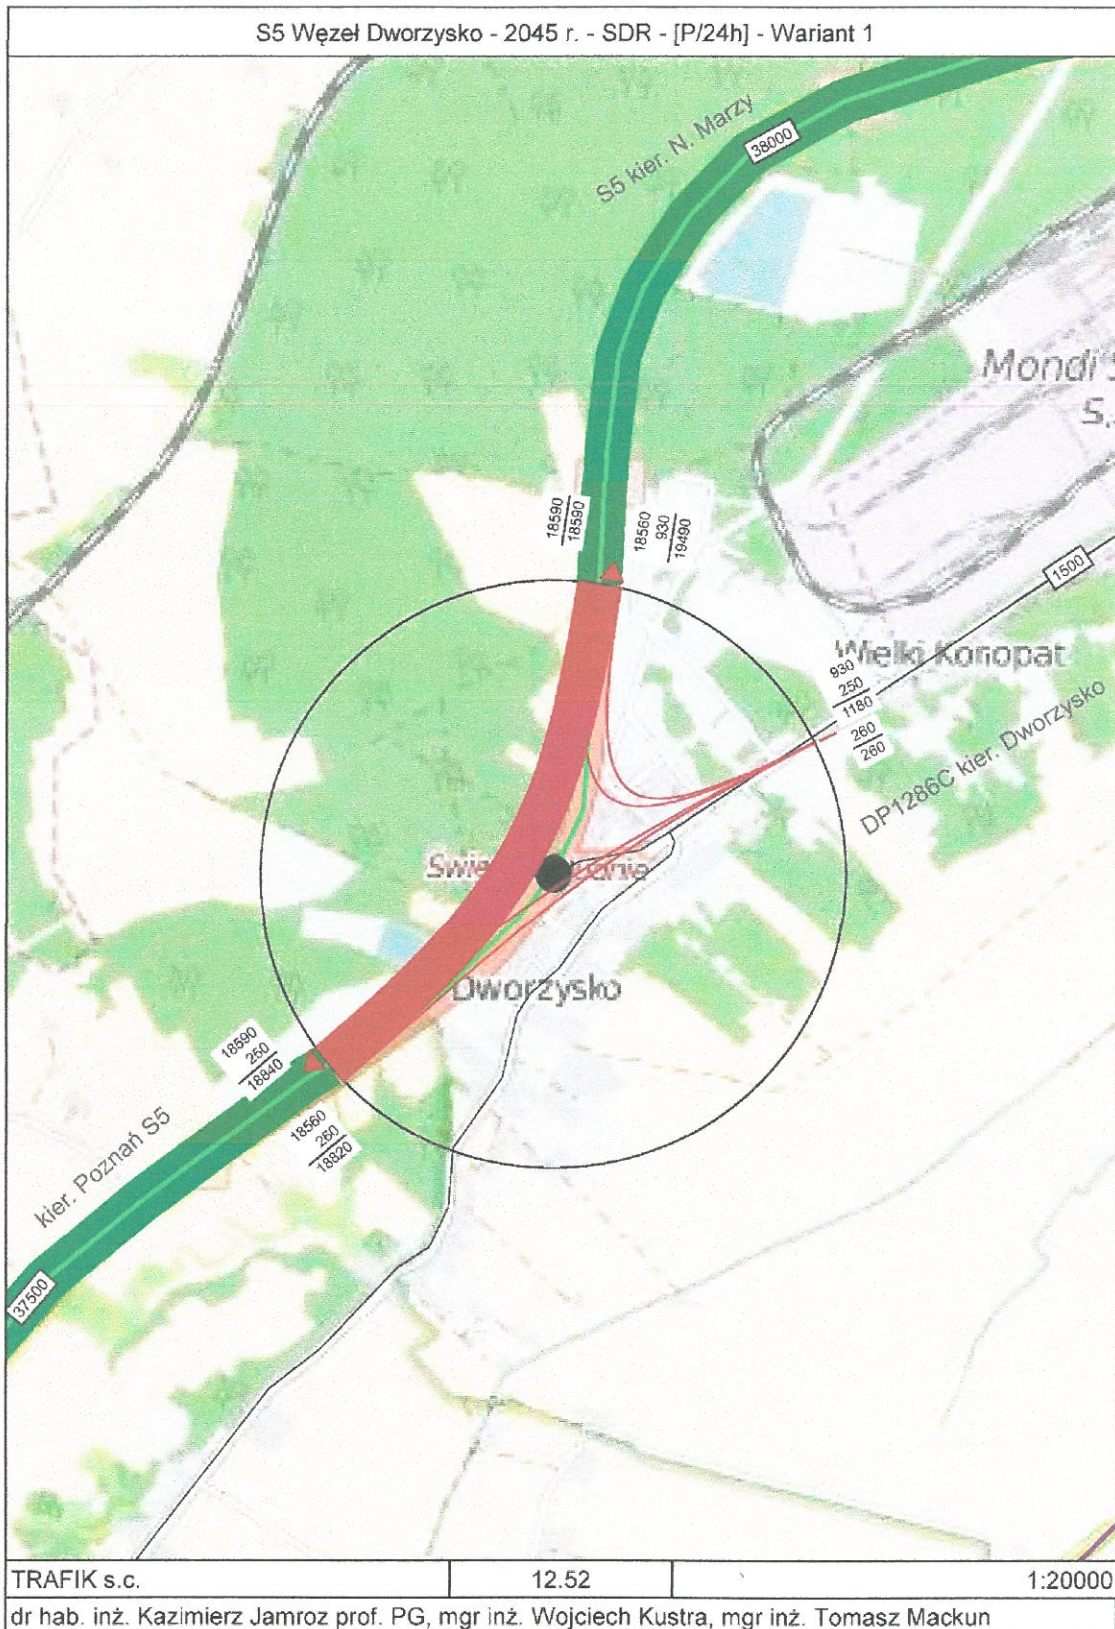 S5 Węzeł Dworzysko - 2045 r. - SDR - [P/24h] - Wariant 1
S5 kier. N. Marzy
38000
Mondi
S.
18590
18590
18560
930
19490
1500
Wielki Konopat
930
250
1180
260
260
DP1286C kier. Dworzysko
Dworzysko
18590
250
18840
18560
260
18820
kier. Poznań S5
37500
TRAFIK s.c.
12.52
1:20000
dr hab. inż. Kazimierz Jamroz prof. PG, mgr inż. Wojciech Kustra, mgr inż. Tomasz Mackun